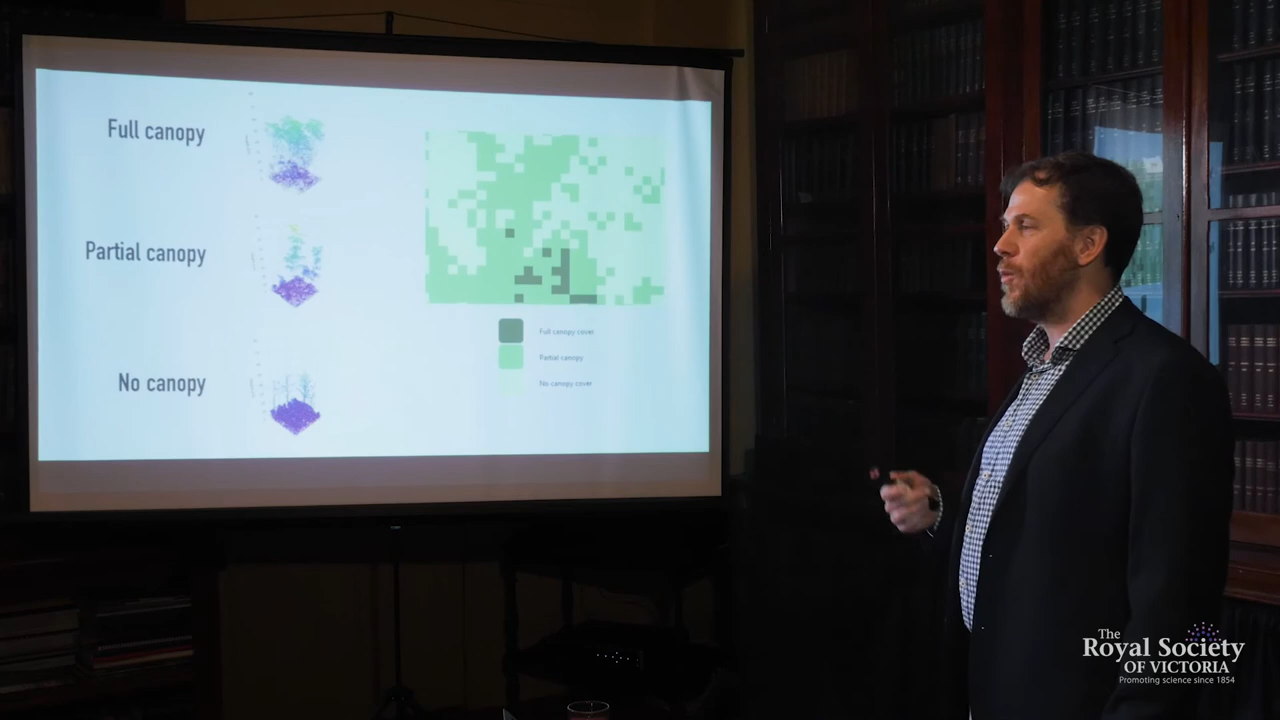 Full canopy
Partial canopy
No canopy
Full canopy cover
Partial canopy
No canopy cover
The
Royal Society
OF VICTORIA
Promoting science since 1854